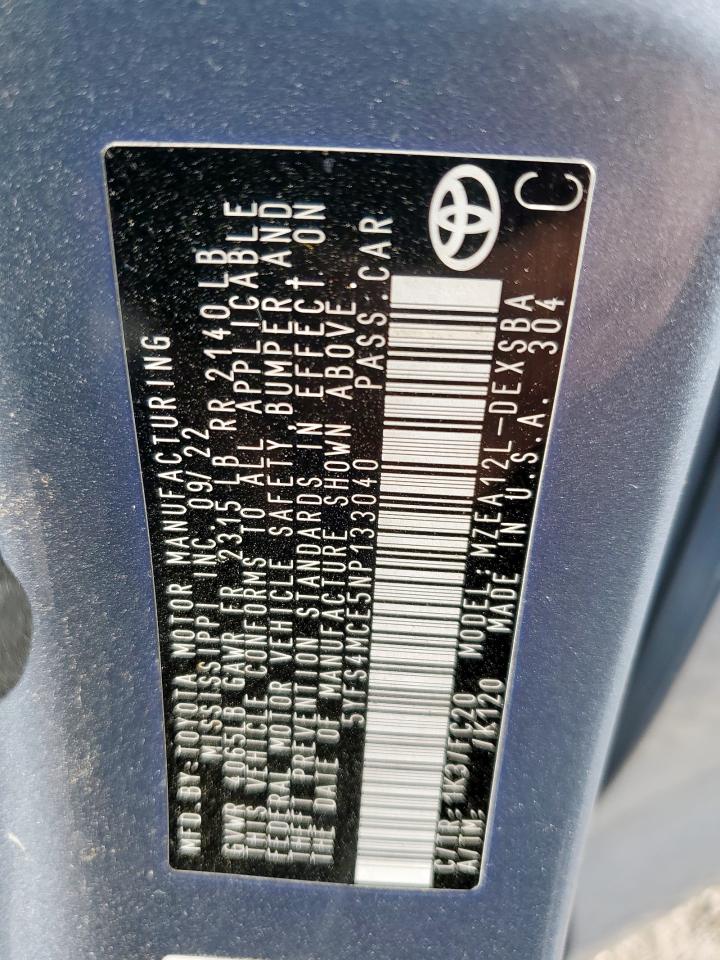 MFD. BY: TOYOTA MOTOR MANUFACTURING
MISSISSIPPI INC 09/22
GVWR 4065LB GAWR FR 2315 LB RR 2140LB
THIS VEHICLE CONFORMS TO ALL APPLICABLE
FEDERAL MOTOR VEHICLE SAFETY, BUMPER, AND
THEFT PREVENTION STANDARDS IN EFFECT ON
THE DATE OF MANUFACTURE SHOWN ABOVE.
5YFS4MCE5NP133040 PASS. CAR
C/TR: 1K3/FC20 MODEL: MZEA12L-DEXSBA
A/TM: /K120 MADE IN U.S.A. 304
C